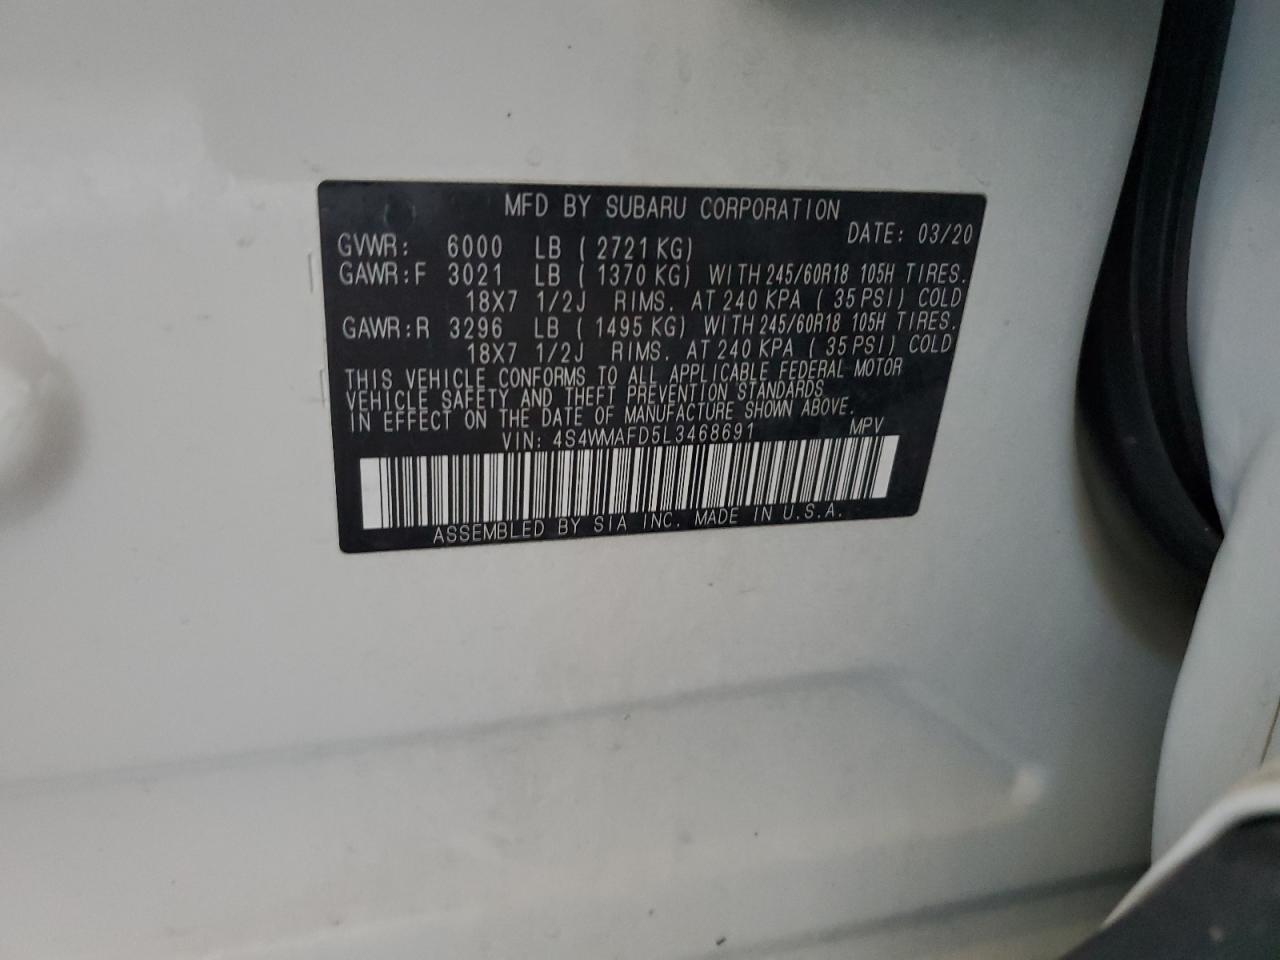 MFD BY SUBARU CORPORATION
DATE: 03/20
GVWR: 6000 LB ( 2721 KG)
GAWR:F 3021 LB ( 1370 KG) WITH 245/60R18 105H TIRES.
18X7 1/2J RIMS. AT 240 KPA ( 35 PSI) COLD
GAWR:R 3296 LB ( 1495 KG) WITH 245/60R18 105H TIRES.
18X7 1/2J RIMS. AT 240 KPA ( 35 PSI) COLD
THIS VEHICLE CONFORMS TO ALL APPLICABLE FEDERAL MOTOR
VEHICLE SAFETY AND THEFT PREVENTION STANDARDS
IN EFFECT ON THE DATE OF MANUFACTURE SHOWN ABOVE.
VIN: 4S4WMAFD5L3468691 MPV
ASSEMBLED BY SIA INC. MADE IN U.S.A.